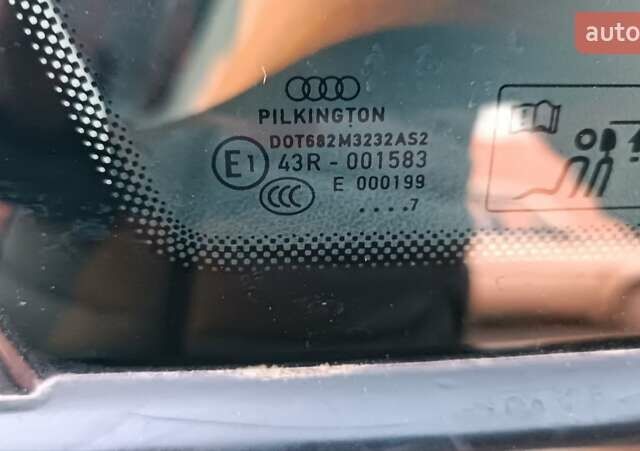 auto
PILKINGTON
DOT682M3232AS2
E1 43R - 001583
CCC E 000199
....7